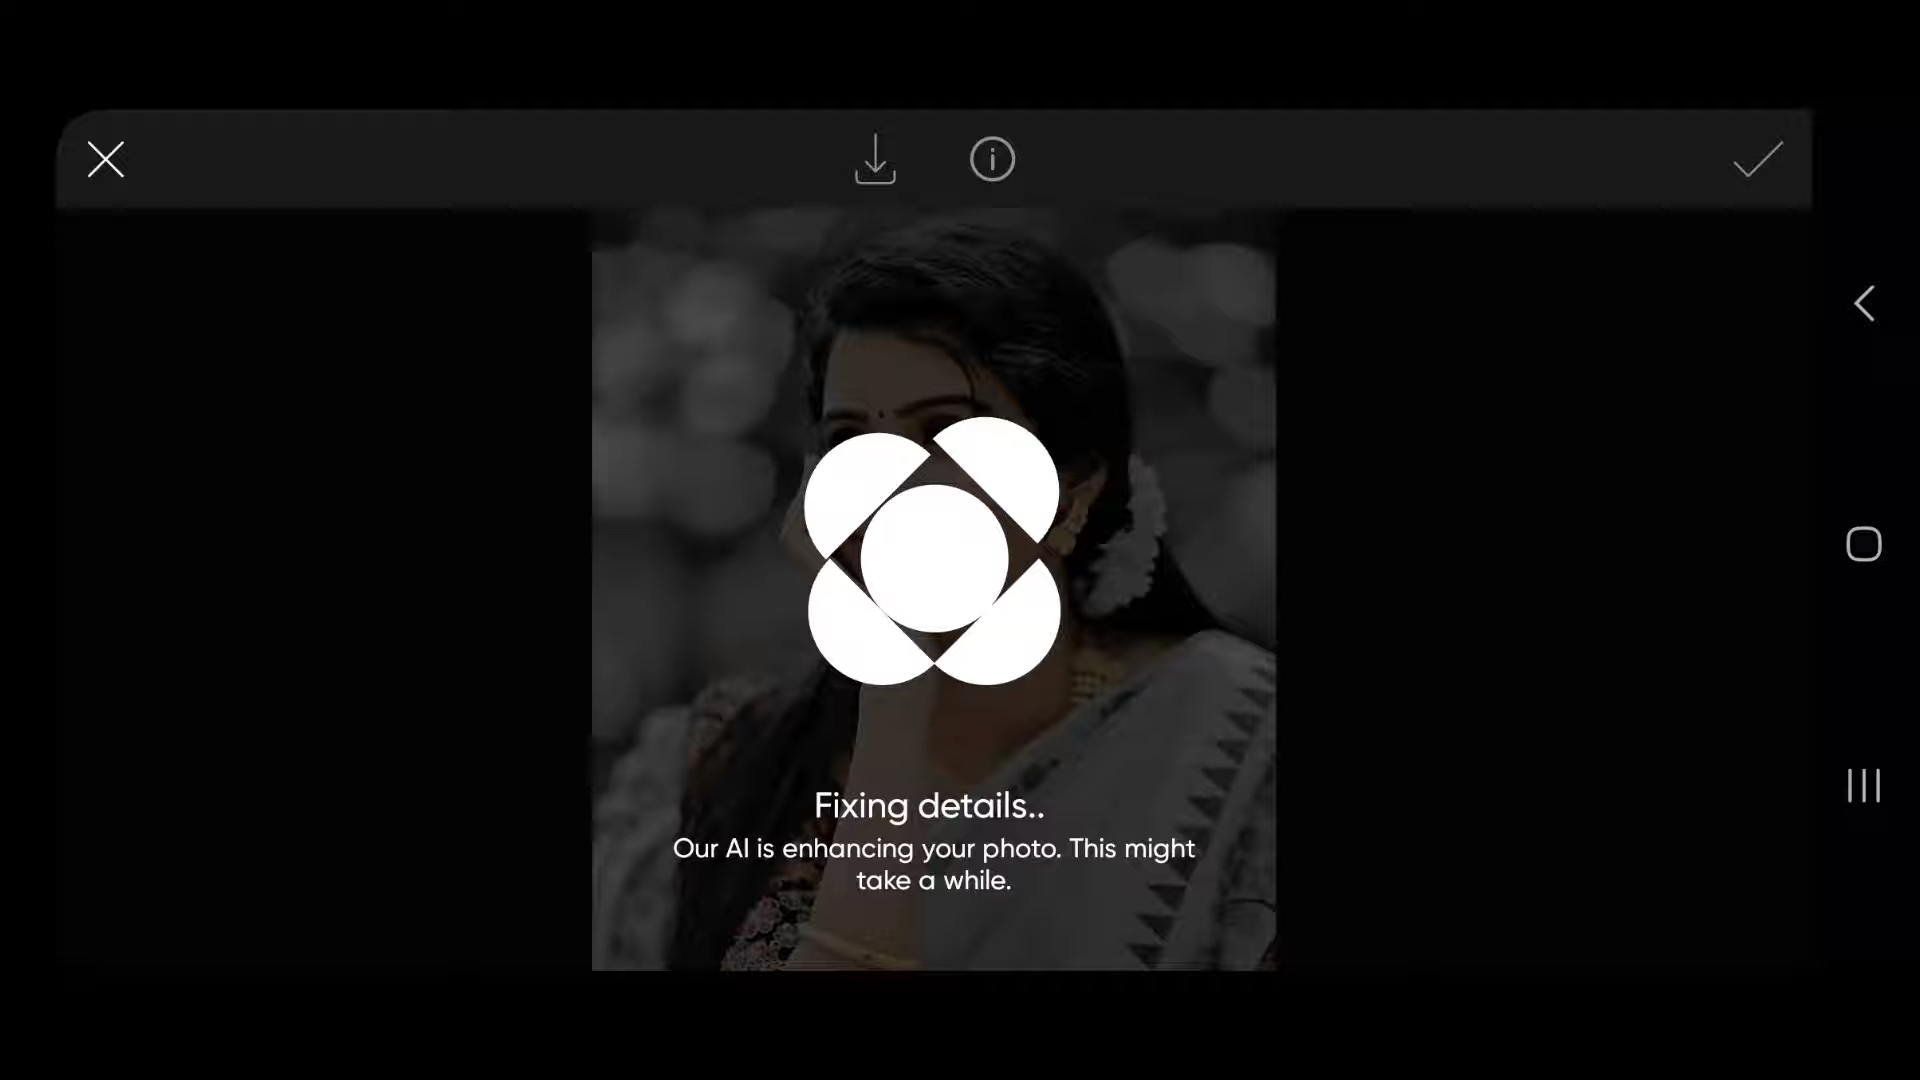 Fixing details..
Our AI is enhancing your photo. This might
take a while.